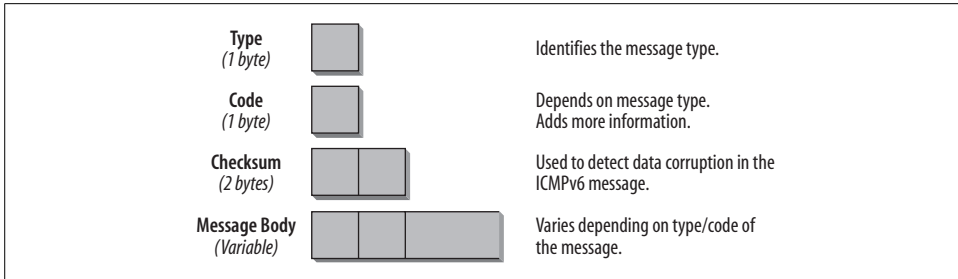 Type
(1 byte)
Identifies the message type.
Code
(1 byte)
Depends on message type.
Adds more information.
Checksum
(2 bytes)
Used to detect data corruption in the
ICMPv6 message.
Message Body
(Variable)
Varies depending on type/code of
the message.